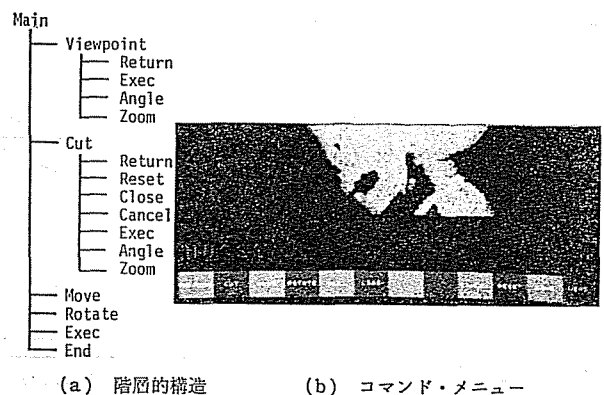 Main
Viewpoint
Return
Exec
Angle
Zoom
Cut
Return
Reset
Close
Cancel
Exec
Angle
Zoom
Move
Rotate
Exec
End
(a) 階層的構造
(b) コマンド・メニュー